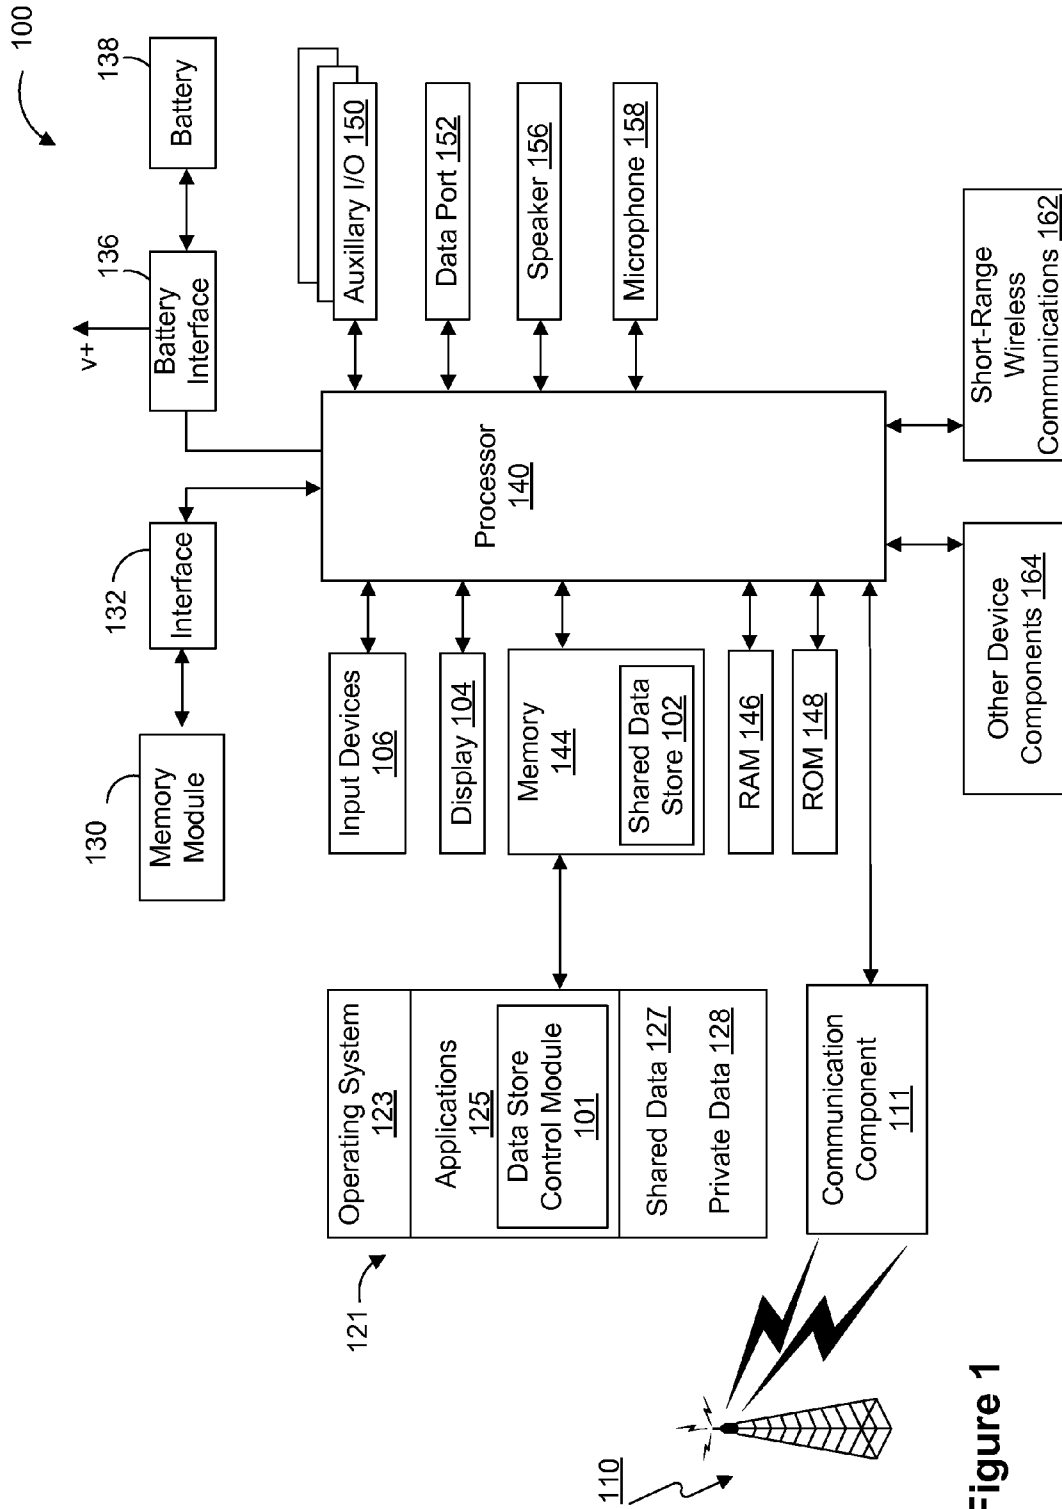 100
138
Battery
136
Battery
Interface
v+
132
Interface
130
Memory
Module
Auxillary I/O 150
Data Port 152
Speaker 156
Microphone 158
Processor
140
Input Devices
106
Display 104
Memory
144
Shared Data
Store 102
RAM 146
ROM 148
Short-Range
Wireless
Communications 162
Other Device
Components 164
121
Operating System
123
Applications
125
Data Store
Control Module
101
Shared Data 127
Private Data 128
Communication
Component
111
110
Figure 1